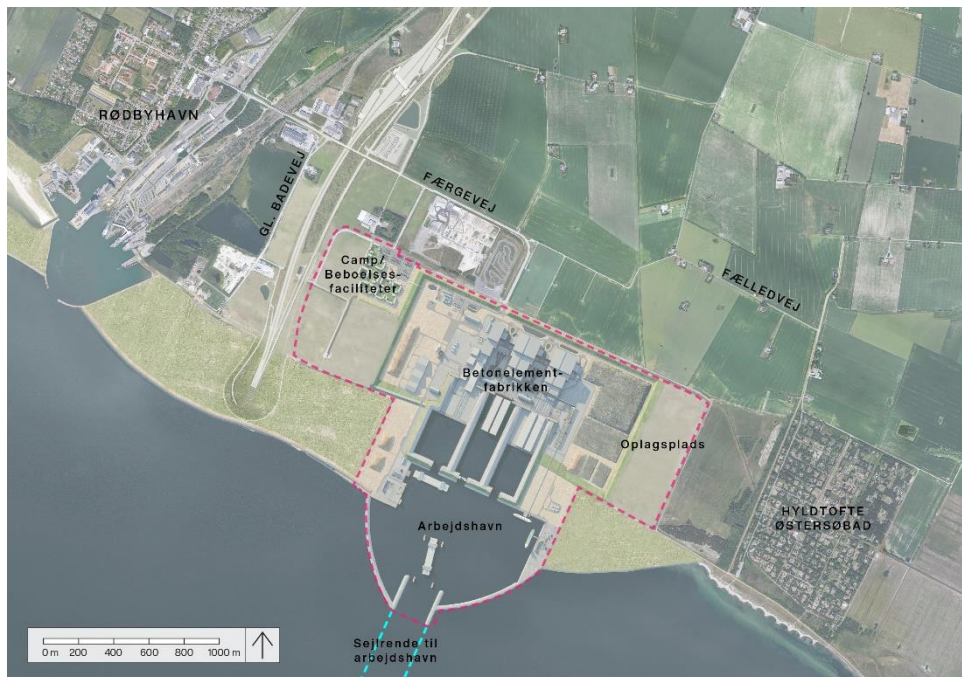 RØDBYHAVN
GL. BADEVEJ
FÆRGEVEJ
Camp/
Beboelses-
faciliteter
FÆLLEDVEJ
Betonelement-
fabrikken
Oplagsplads
HYLDTOFTE
ØSTERSØBAD
Arbejdshavn
Sejlrende til
arbejdshavn
0 m 200 400 600 800 1000 m